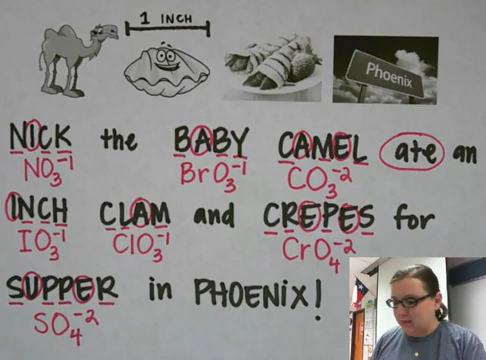 1 INCH
Phoenix
NICK the BABY CAMEL ate an
NO₃⁻¹ BrO₃⁻¹ CO₃⁻²
INCH CLAM and CREPES for
IO₃⁻¹ ClO₃⁻¹ CrO₄⁻²
SUPPER in PHOENIX!
SO₄⁻²